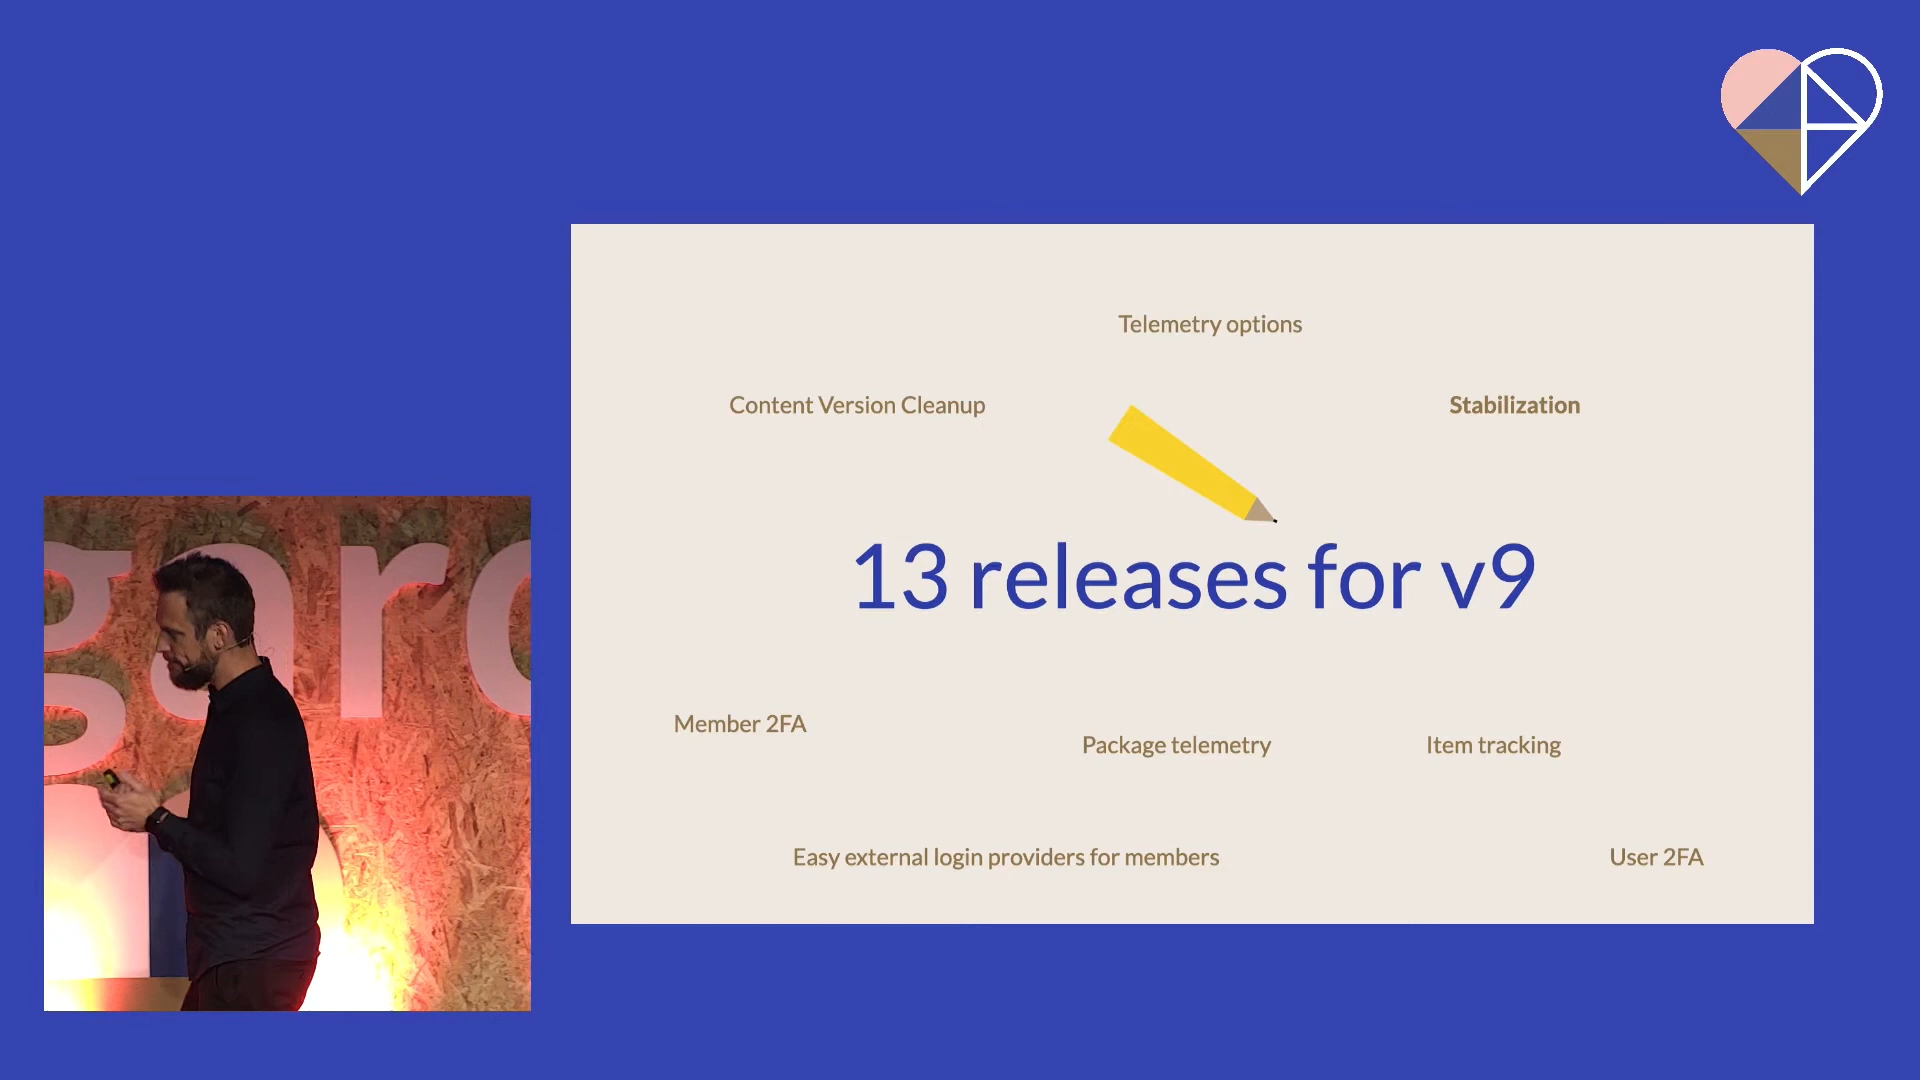 Telemetry options
Content Version Cleanup
Stabilization
13 releases for v9
Member 2FA
Package telemetry
Item tracking
Easy external login providers for members
User 2FA